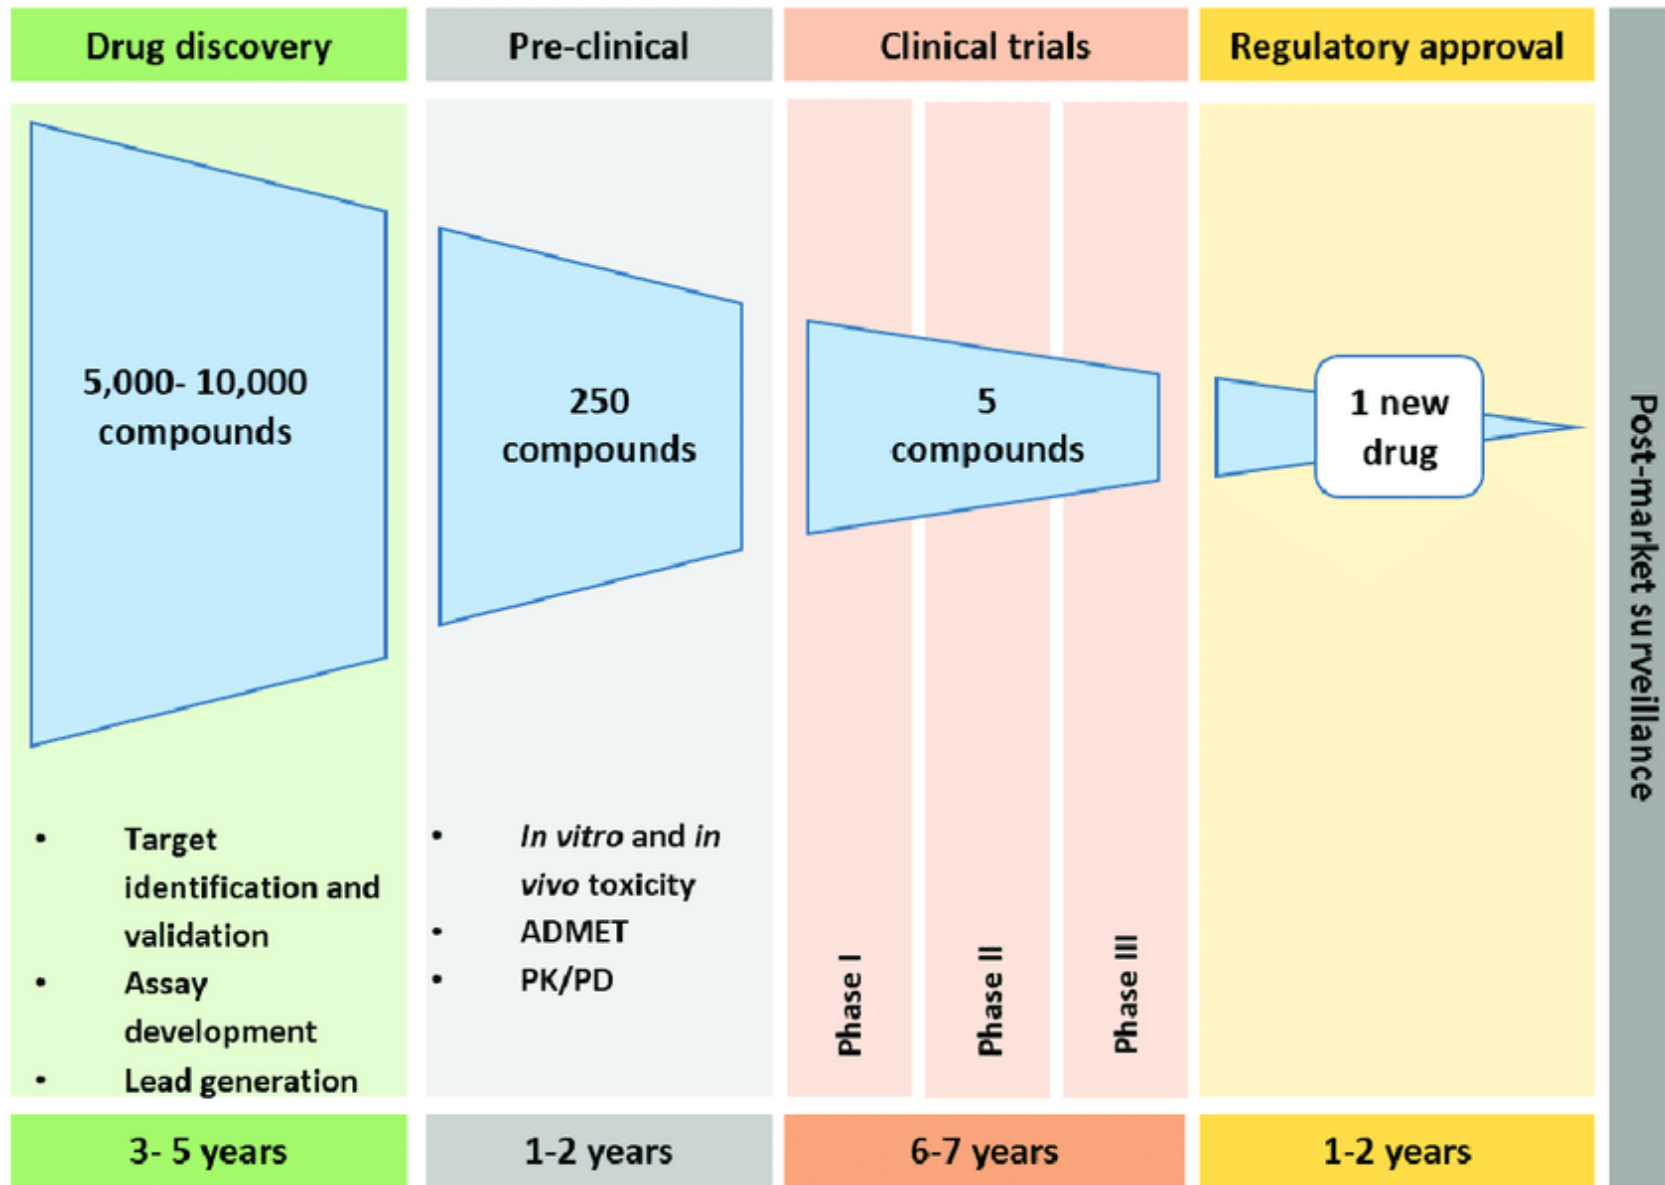 Drug discovery
5,000- 10,000
compounds
• Target
identification and
validation
• Assay
development
• Lead generation
3- 5 years
Pre-clinical
250
compounds
• In vitro and in
vivo toxicity
• ADMET
• PK/PD
1-2 years
Clinical trials
5
compounds
Phase I
Phase II
Phase III
6-7 years
Regulatory approval
1 new
drug
1-2 years
Post-market surveillance